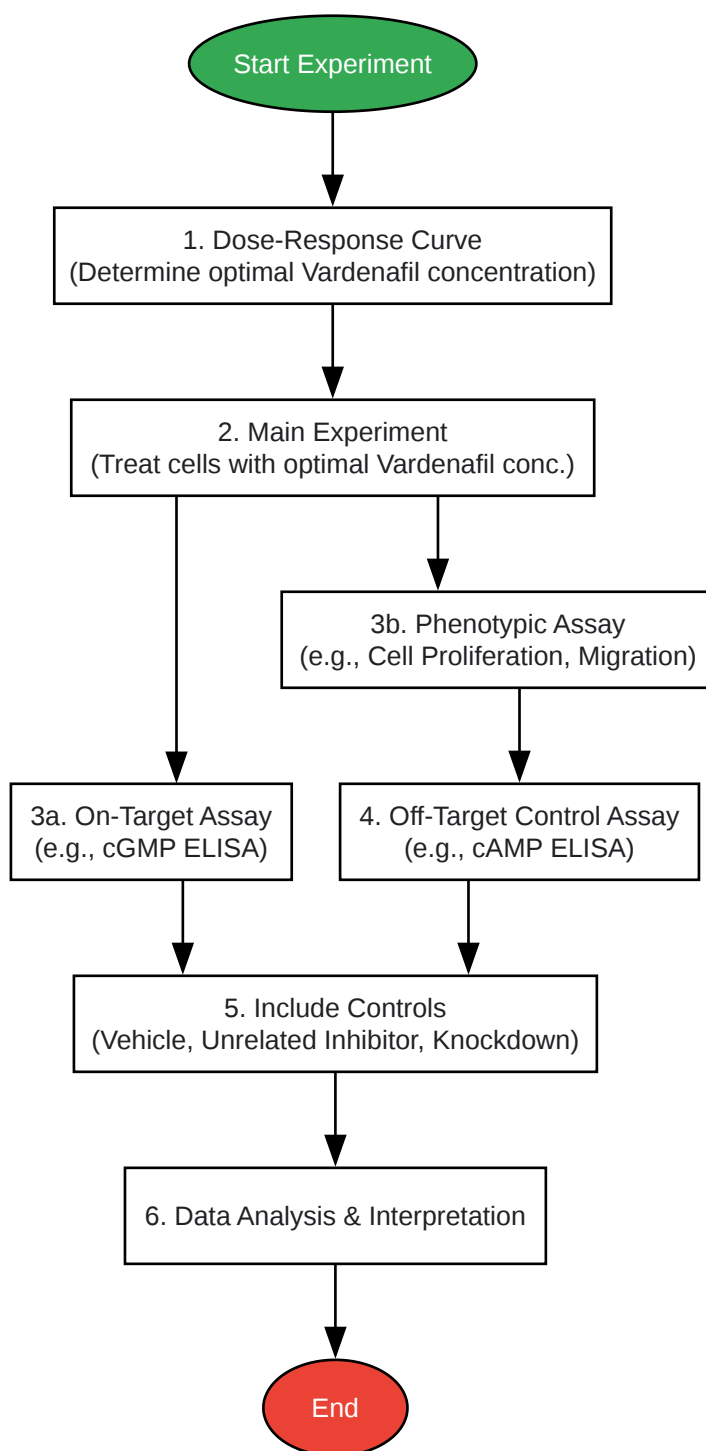 Start Experiment
1. Dose-Response Curve
(Determine optimal Vardenafil concentration)
2. Main Experiment
(Treat cells with optimal Vardenafil conc.)
3b. Phenotypic Assay
(e.g., Cell Proliferation, Migration)
3a. On-Target Assay
(e.g., cGMP ELISA)
4. Off-Target Control Assay
(e.g., cAMP ELISA)
5. Include Controls
(Vehicle, Unrelated Inhibitor, Knockdown)
6. Data Analysis & Interpretation
End